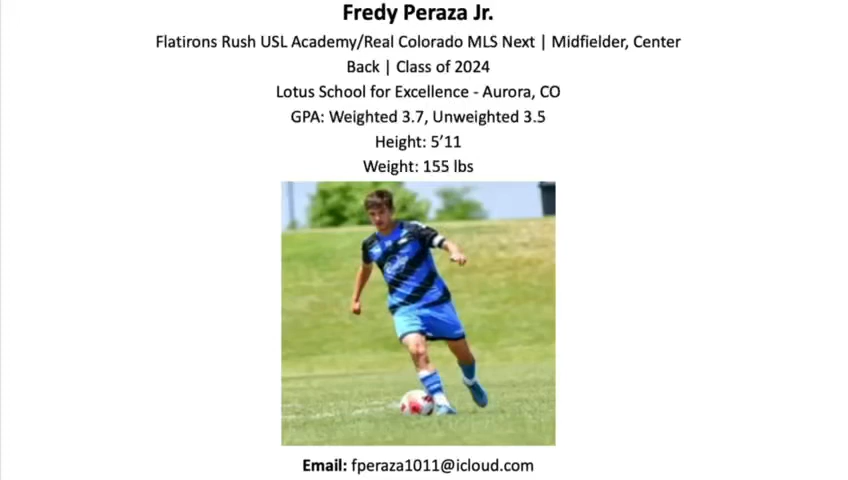 Fredy Peraza Jr.
Flatirons Rush USL Academy/Real Colorado MLS Next | Midfielder, Center
Back | Class of 2024
Lotus School for Excellence - Aurora, CO
GPA: Weighted 3.7, Unweighted 3.5
Height: 5’11
Weight: 155 lbs
Email: fperaza1011@icloud.com